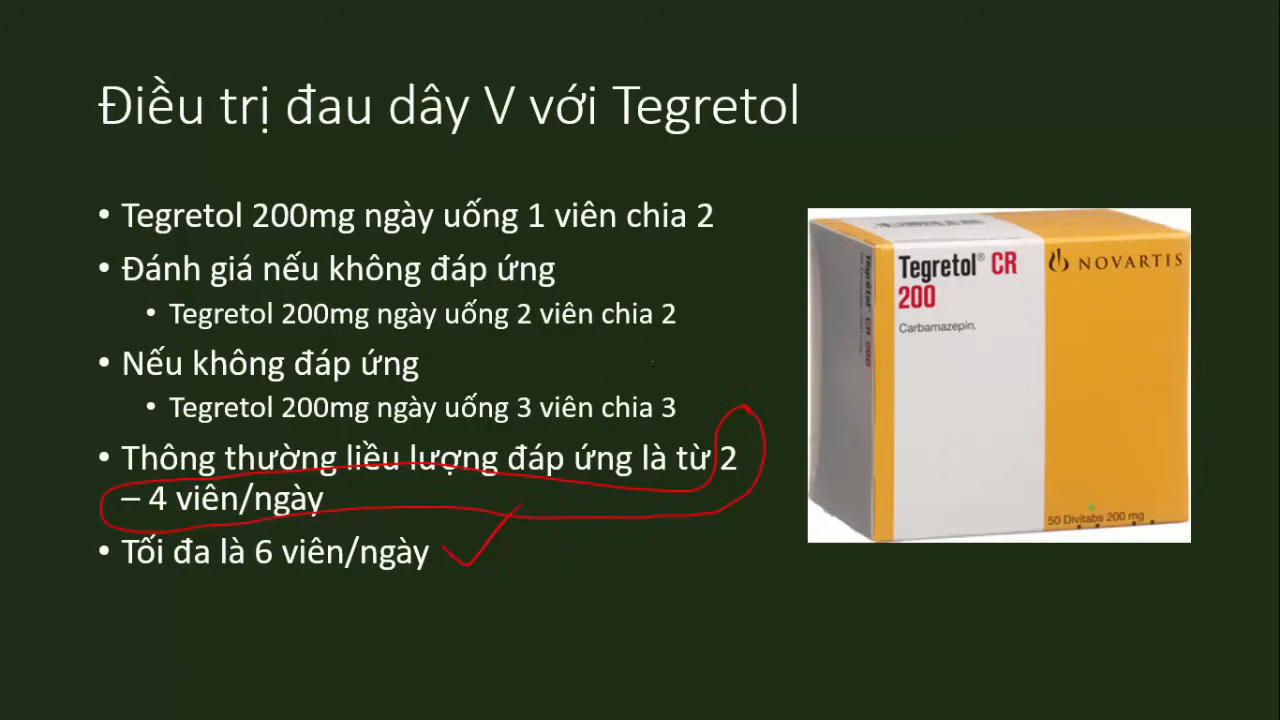 Điều trị đau dây V với Tegretol
• Tegretol 200mg ngày uống 1 viên chia 2
• Đánh giá nếu không đáp ứng
• Tegretol 200mg ngày uống 2 viên chia 2
• Nếu không đáp ứng
• Tegretol 200mg ngày uống 3 viên chia 3
• Thông thường liều lượng đáp ứng là từ 2
– 4 viên/ngày
• Tối đa là 6 viên/ngày
Tegretol® CR
200
Carbamazepin.
NOVARTIS
50 Divitabs 200 mg